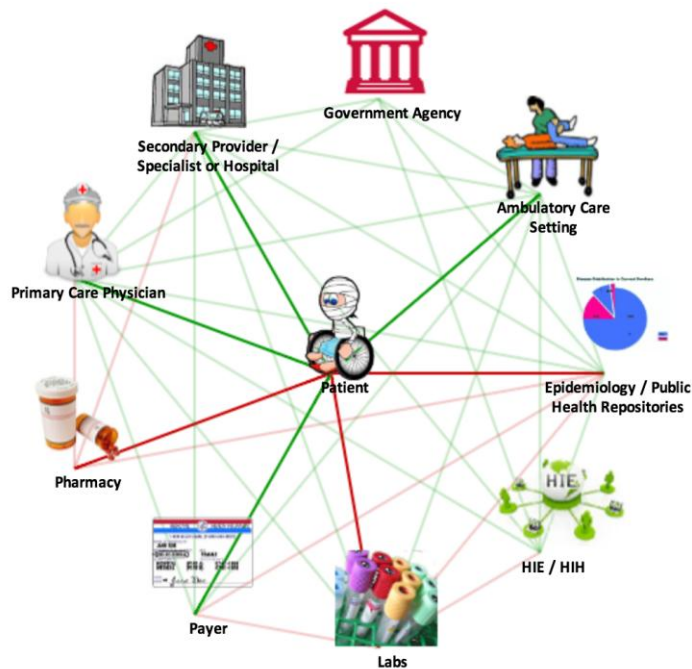 Government Agency
Secondary Provider /
Specialist or Hospital
Ambulatory Care
Setting
Primary Care Physician
Patient
Epidemiology / Public
Health Repositories
Pharmacy
HIE
HIE / HIH
Payer
Labs